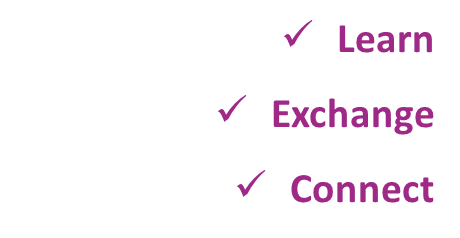 ✓ Learn
✓ Exchange
✓ Connect